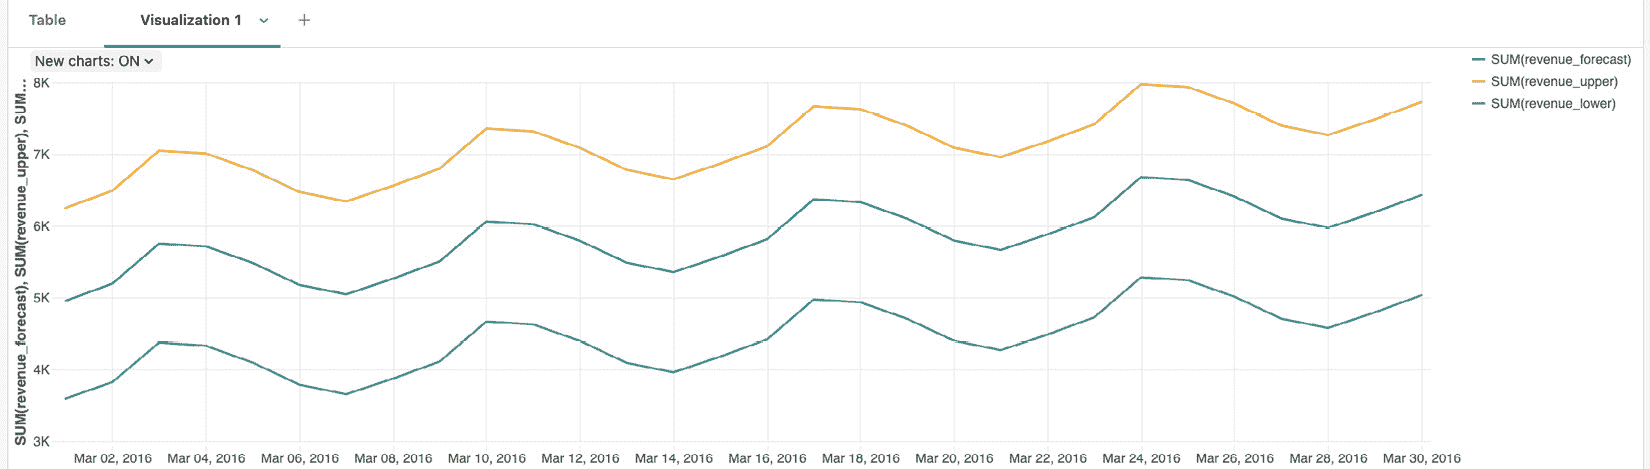 Table Visualization 1 +
New charts: ON
SUM(revenue_forecast), SUM(revenue_upper), SUM...
8K
7K
6K
5K
4K
3K
Mar 02, 2016 Mar 04, 2016 Mar 06, 2016 Mar 08, 2016 Mar 10, 2016 Mar 12, 2016 Mar 14, 2016 Mar 16, 2016 Mar 18, 2016 Mar 20, 2016 Mar 22, 2016 Mar 24, 2016 Mar 26, 2016 Mar 28, 2016 Mar 30, 2016
SUM(revenue_forecast)
SUM(revenue_upper)
SUM(revenue_lower)